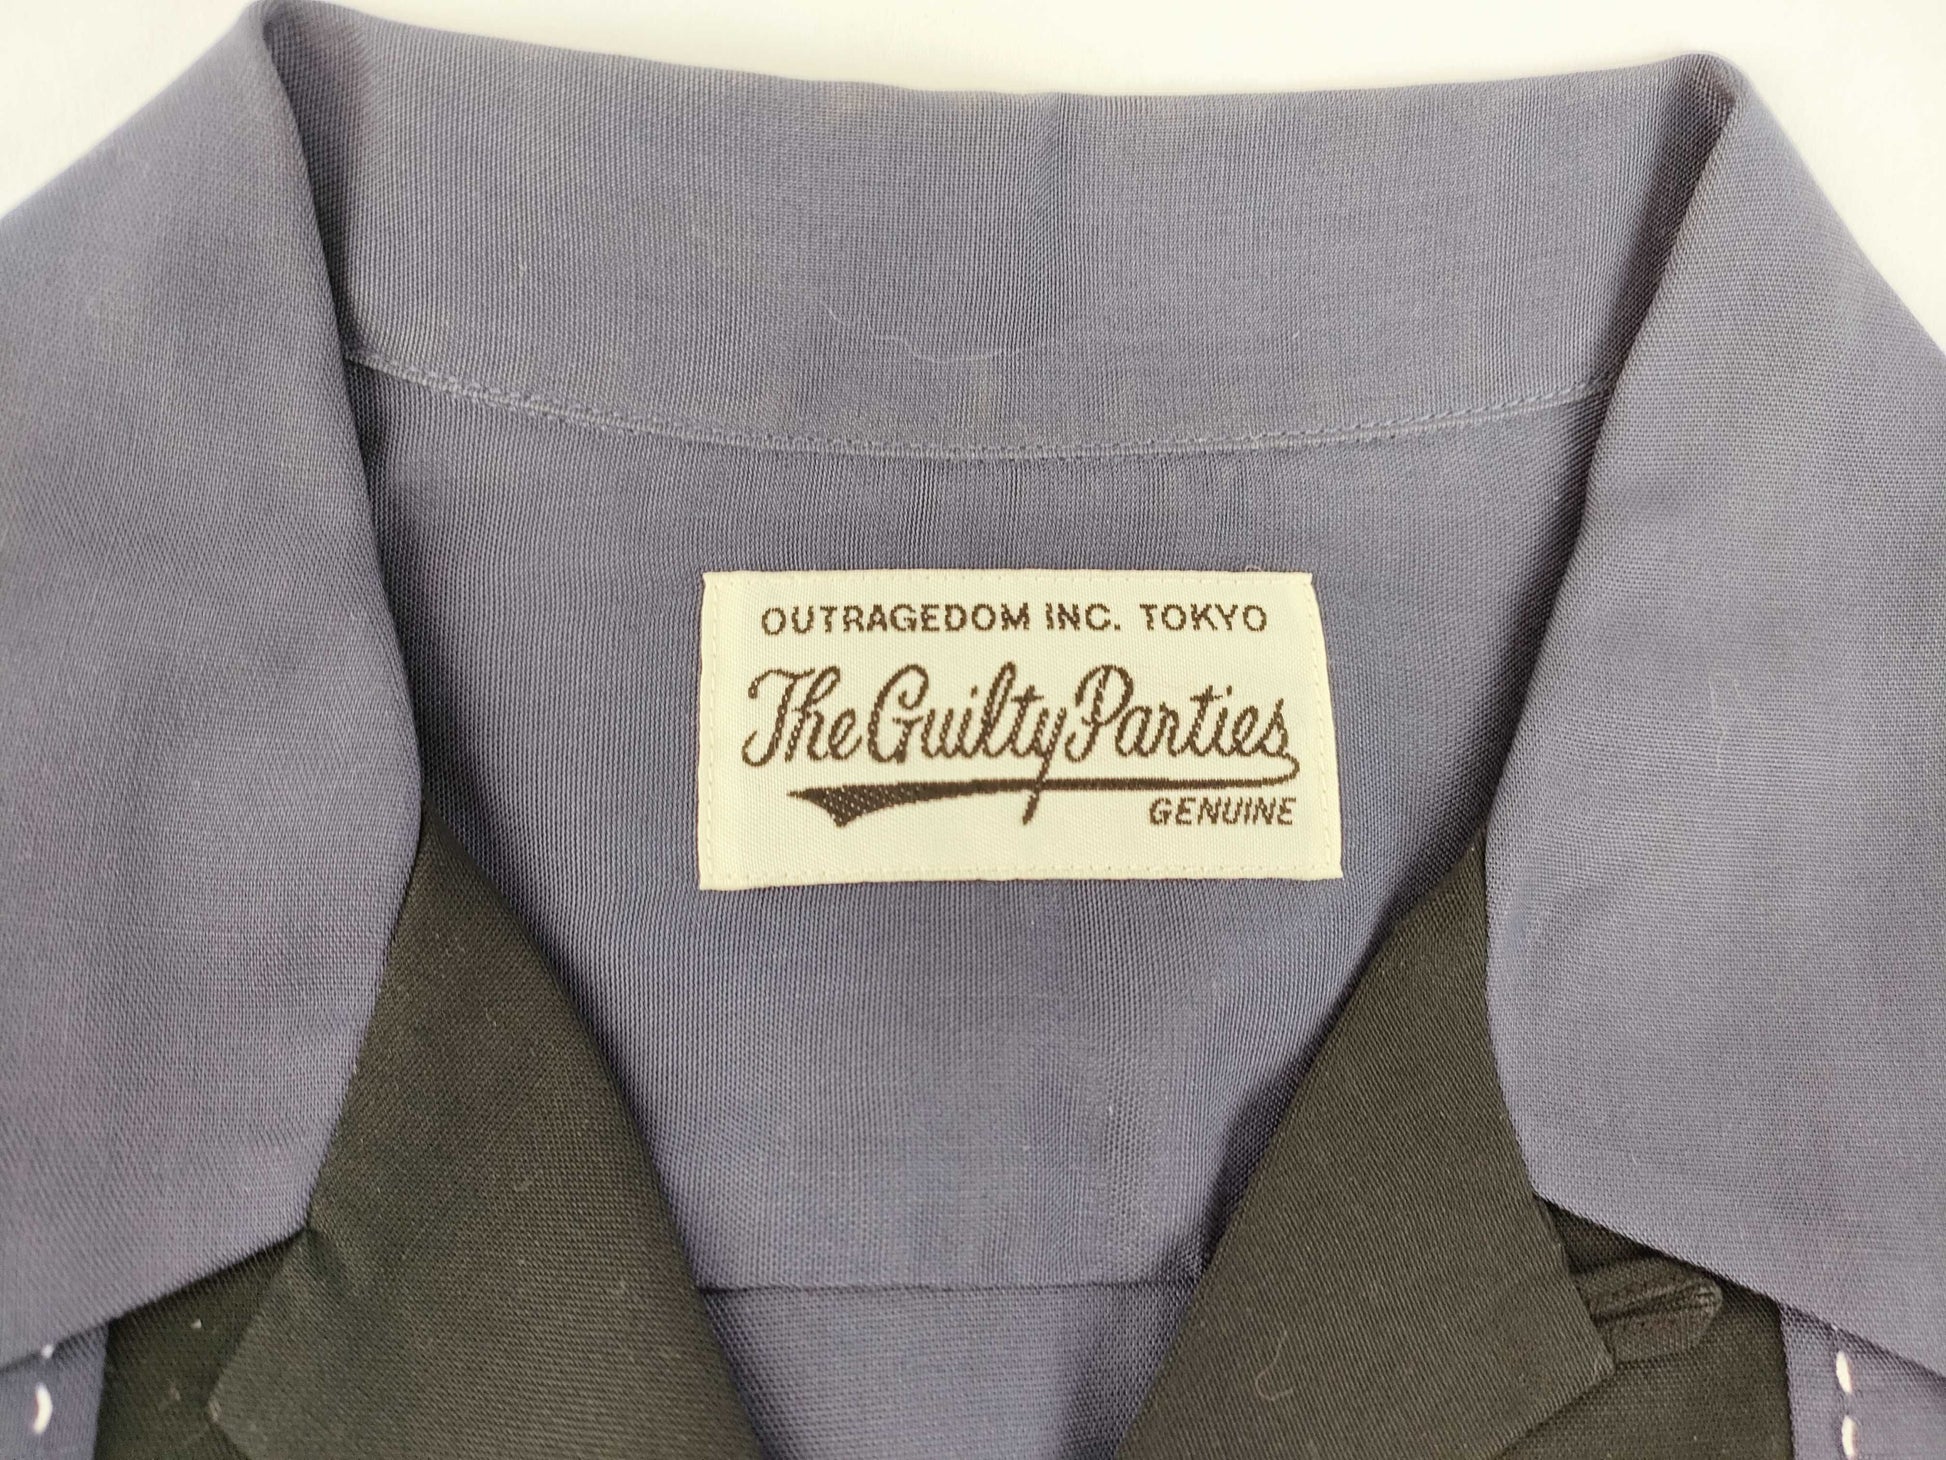 OUTRAGEDOM INC. TOKYO
The Guilty Parties
GENUINE